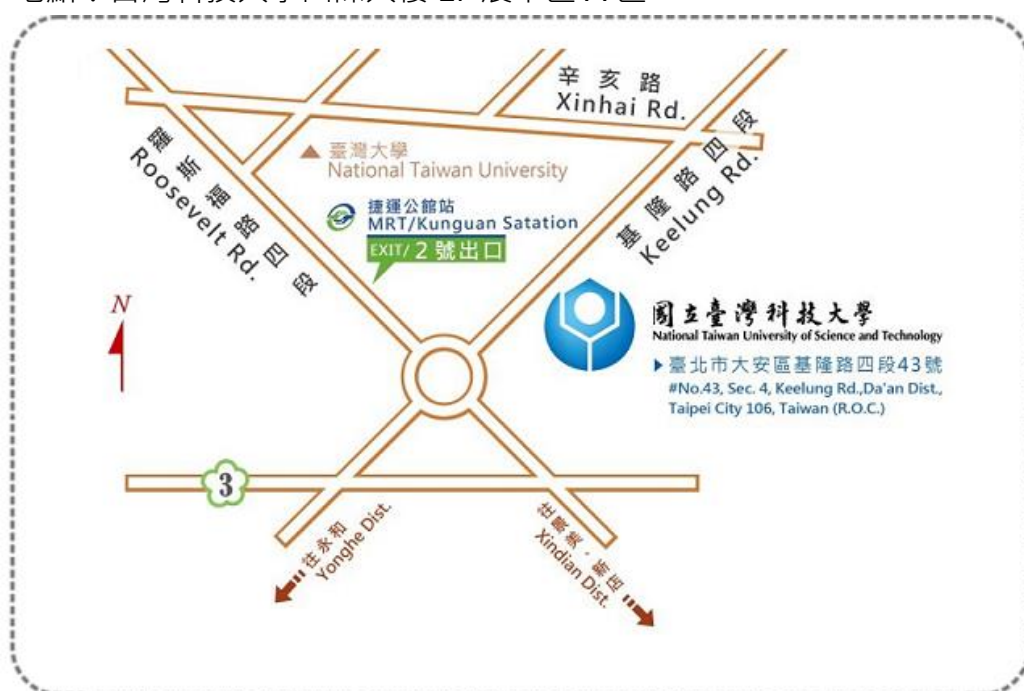 辛亥路
Xinhai Rd.
羅斯福路四段
Roosevelt Rd.
臺灣大學
National Taiwan University
捷運公館站
MRT/Kunguan Satation
EXIT/ 2 號出口
基隆路四段
Keelung Rd.
N
國立臺灣科技大學
National Taiwan University of Science and Technology
臺北市大安區基隆路四段43號
#No.43, Sec. 4, Keelung Rd.,Da'an Dist.,
Taipei City 106, Taiwan (R.O.C.)
3
往永和
Yonghe Dist.
往景美・新店
Xindian Dist.